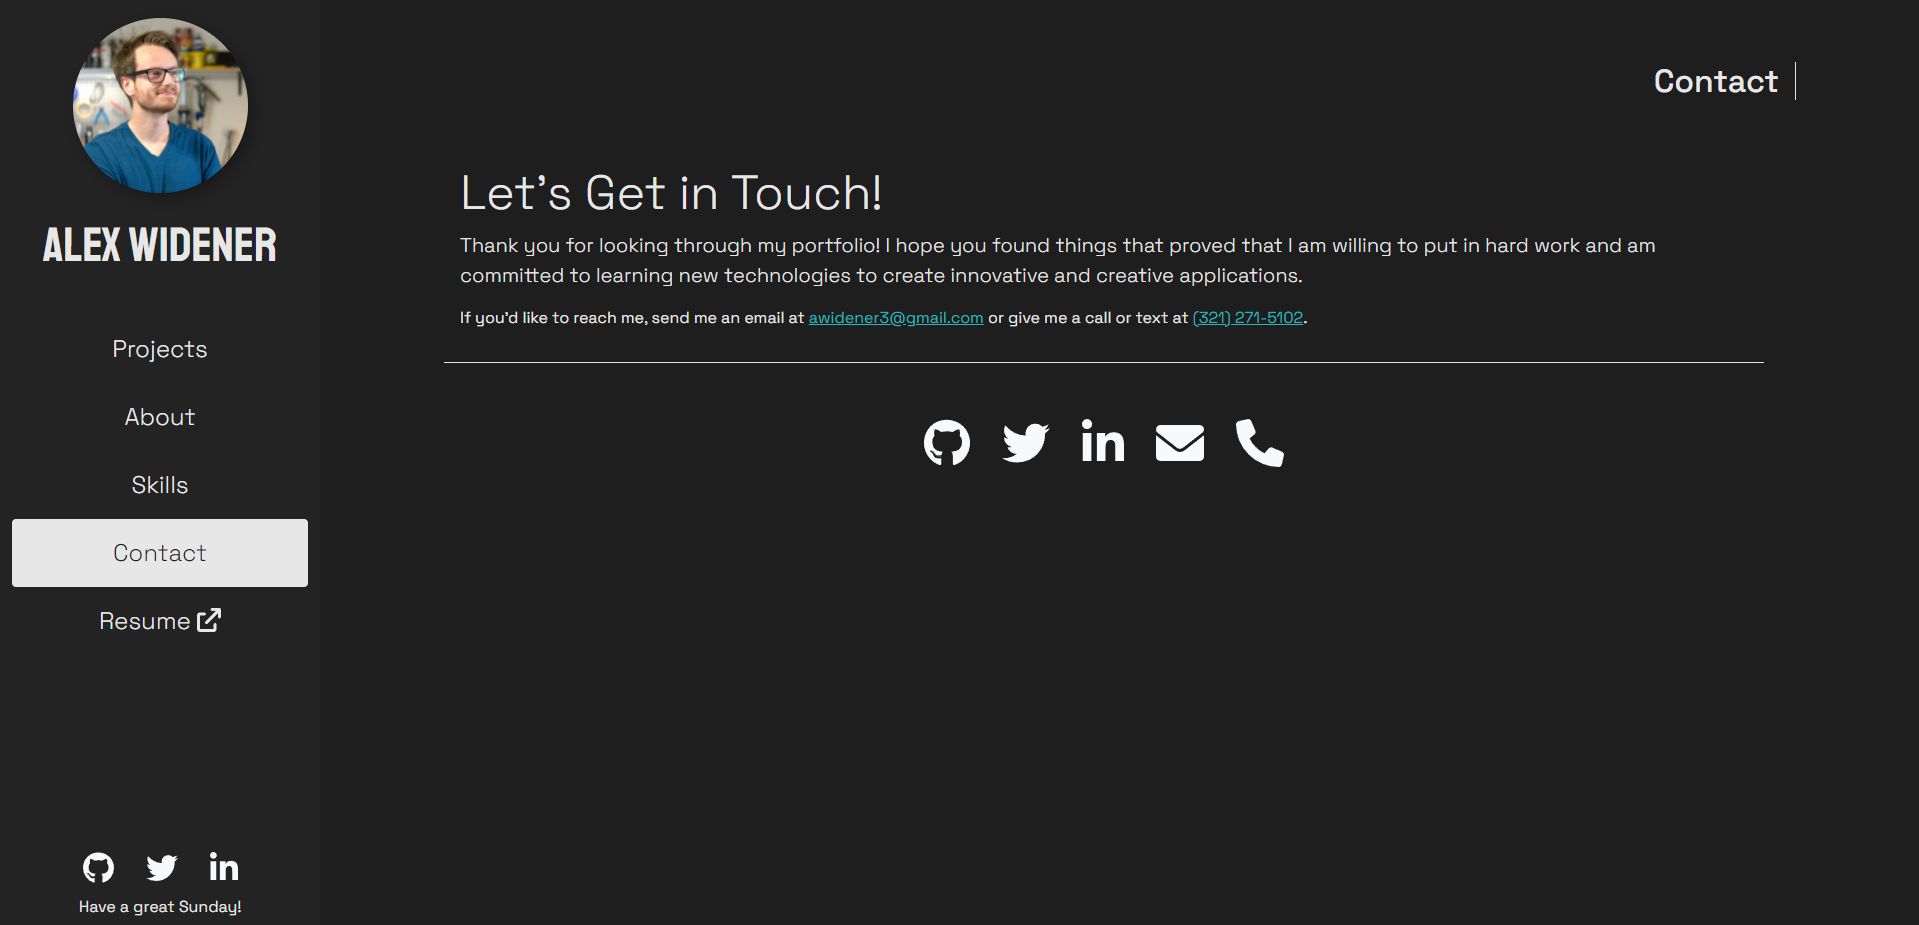 ALEX WIDENER
Projects
About
Skills
Contact
Resume
Have a great Sunday!
Contact
Let's Get in Touch!
Thank you for looking through my portfolio! I hope you found things that proved that I am willing to put in hard work and am
committed to learning new technologies to create innovative and creative applications.
If you'd like to reach me, send me an email at awidener3@gmail.com or give me a call or text at (321) 271-5102.